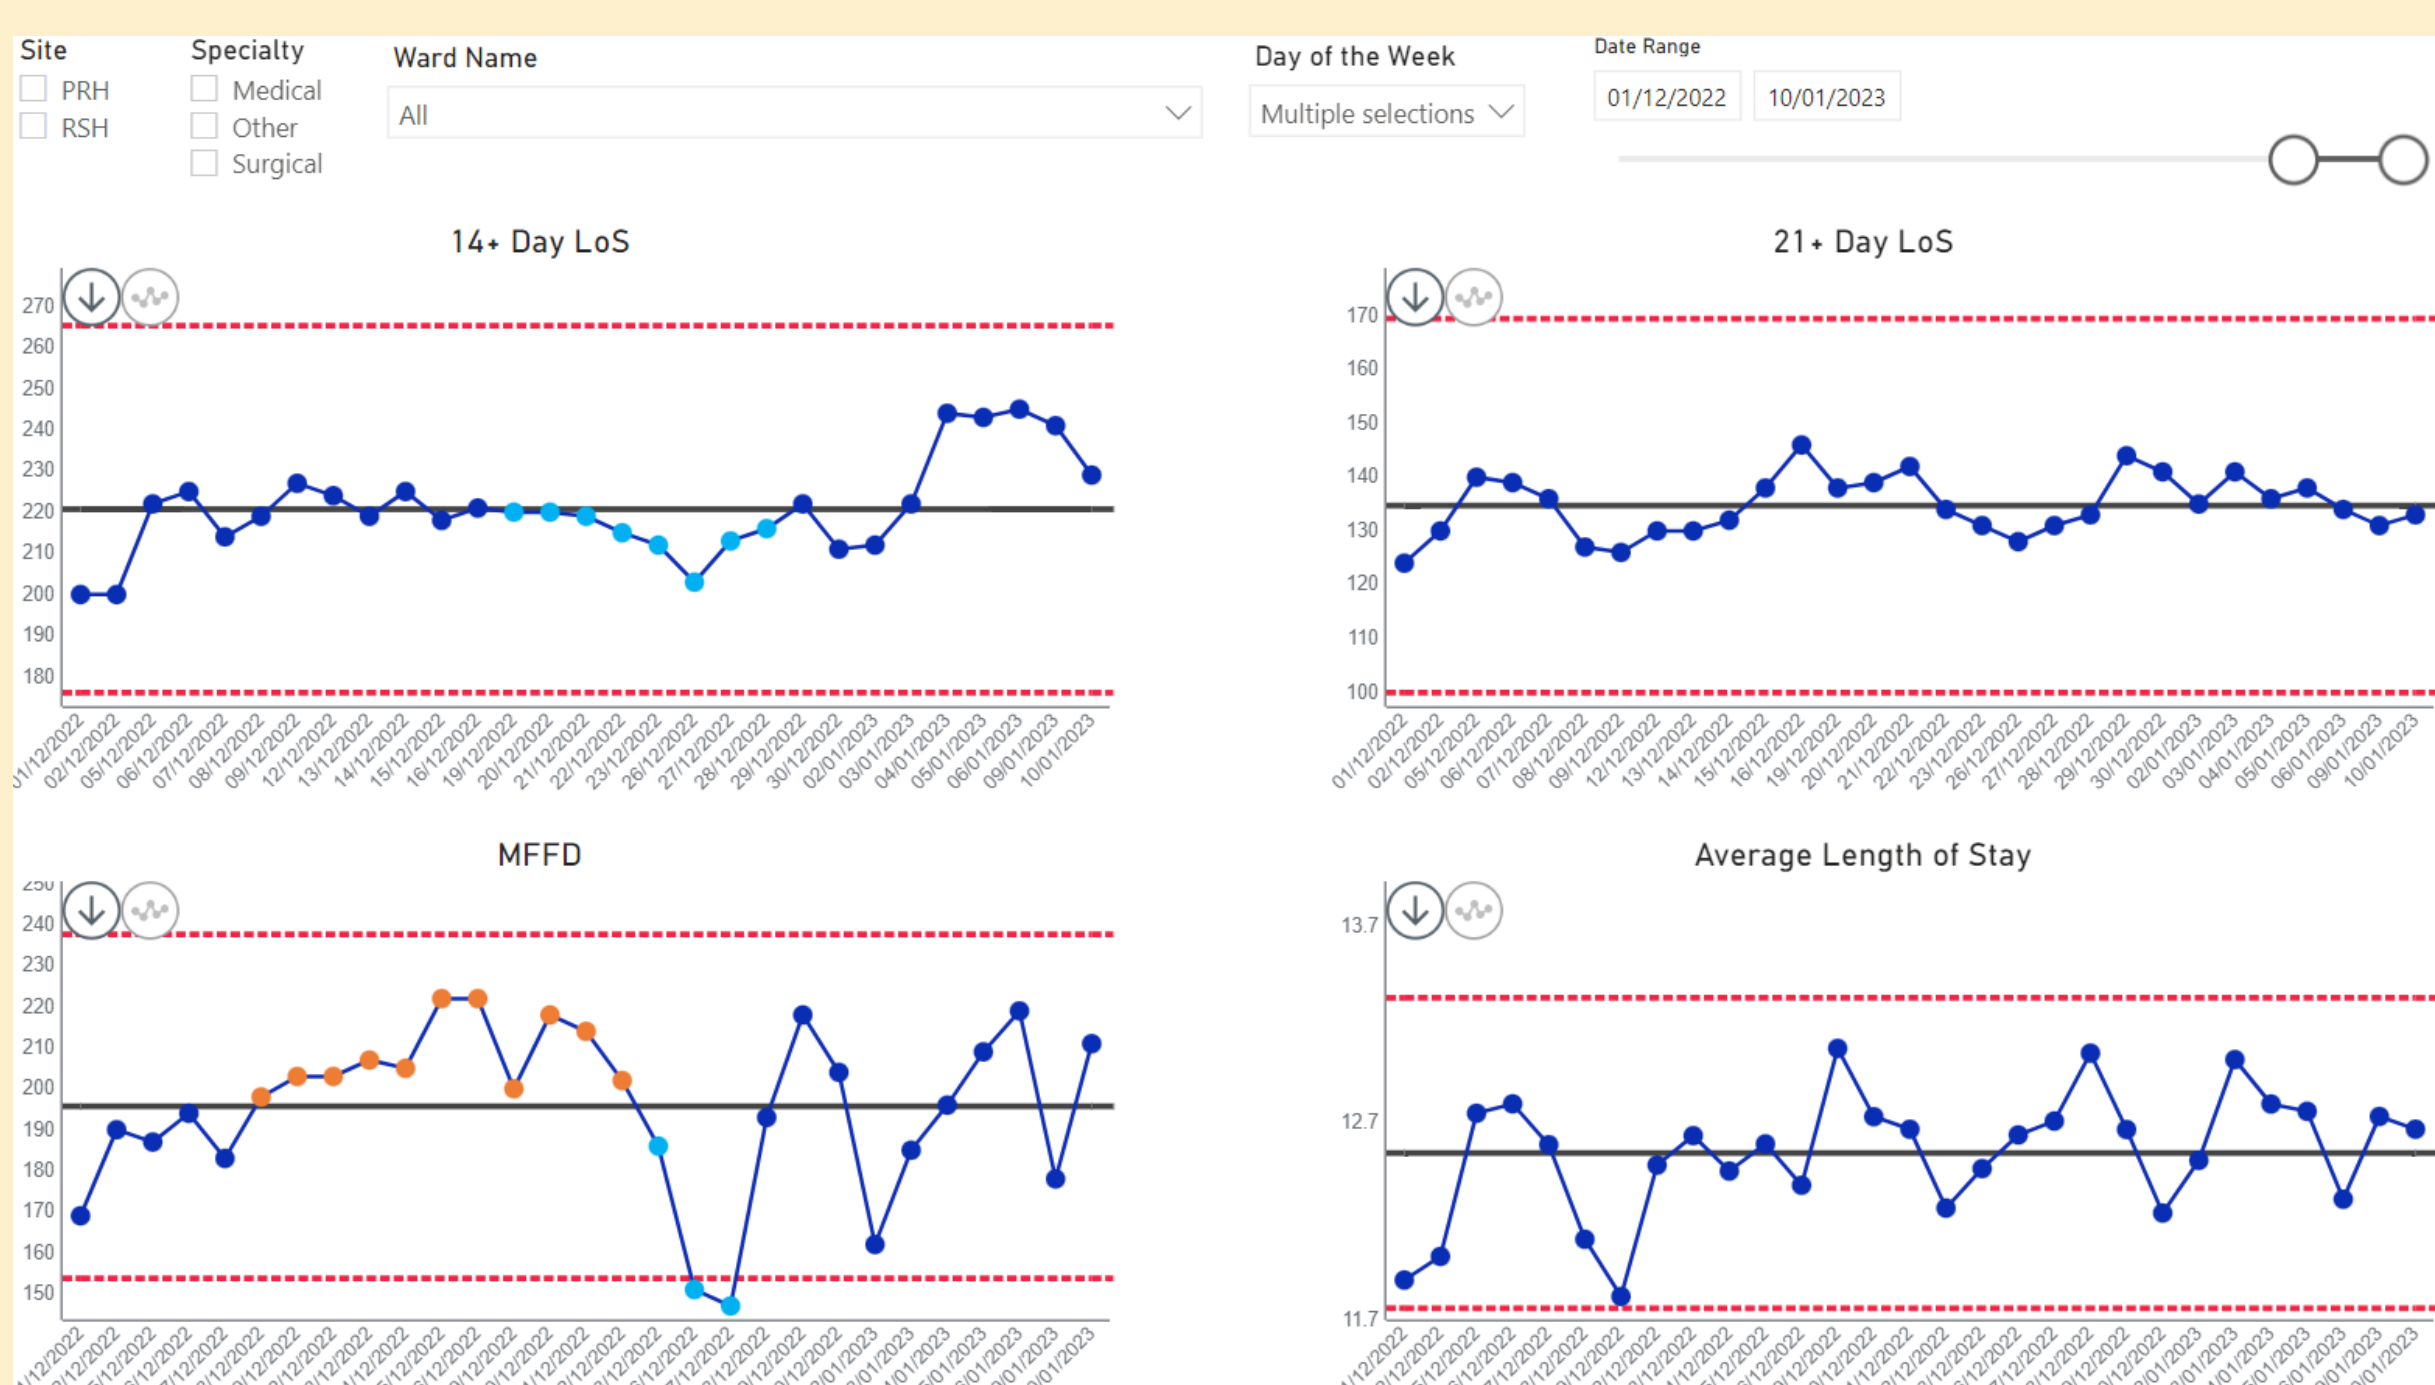 Site
PRH
RSH
Specialty
Medical
Other
Surgical
Ward Name
All
Day of the Week
Multiple selections
Date Range
01/12/2022 10/01/2023
14+ Day LoS
270
260
250
240
230
220
210
200
190
180
01/12/2022 02/12/2022 05/12/2022 06/12/2022 07/12/2022 08/12/2022 09/12/2022 12/12/2022 13/12/2022 14/12/2022 15/12/2022 16/12/2022 19/12/2022 20/12/2022 21/12/2022 22/12/2022 23/12/2022 26/12/2022 27/12/2022 28/12/2022 29/12/2022 30/12/2022 02/01/2023 03/01/2023 04/01/2023 05/01/2023 06/01/2023 09/01/2023 10/01/2023
21+ Day LoS
170
160
150
140
130
120
110
100
01/12/2022 02/12/2022 05/12/2022 06/12/2022 07/12/2022 08/12/2022 09/12/2022 12/12/2022 13/12/2022 14/12/2022 15/12/2022 16/12/2022 19/12/2022 20/12/2022 21/12/2022 22/12/2022 23/12/2022 26/12/2022 27/12/2022 28/12/2022 29/12/2022 30/12/2022 02/01/2023 03/01/2023 04/01/2023 05/01/2023 06/01/2023 09/01/2023 10/01/2023
MFFD
250
240
230
220
210
200
190
180
170
160
150
Average Length of Stay
13.7
12.7
11.7